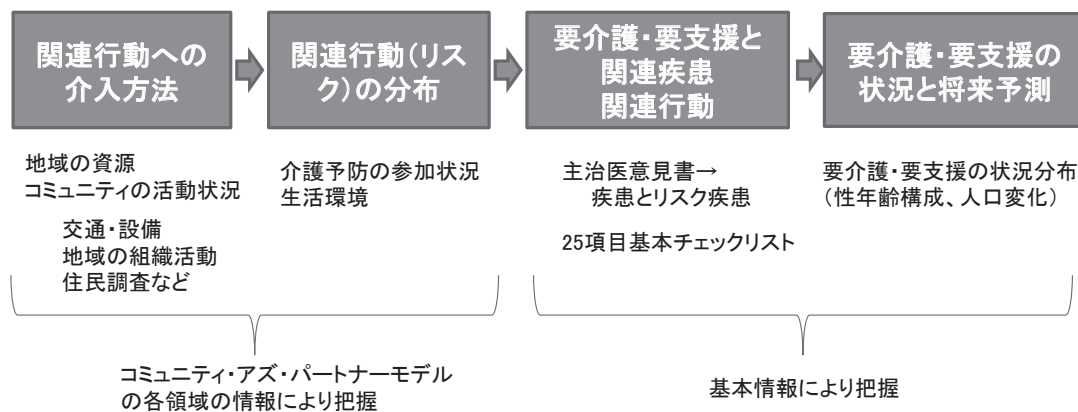 関連行動への
介入方法
関連行動(リス
ク)の分布
要介護・要支援と
関連疾患
関連行動
要介護・要支援の
状況と将来予測
地域の資源
コミュニティの活動状況
交通・設備
地域の組織活動
住民調査など
介護予防の参加状況
生活環境
主治医意見書→
疾患とリスク疾患
25項目基本チェックリスト
要介護・要支援の状況分布
(性年齢構成、人口変化)
コミュニティ・アズ・パートナーモデル
の各領域の情報により把握
基本情報により把握